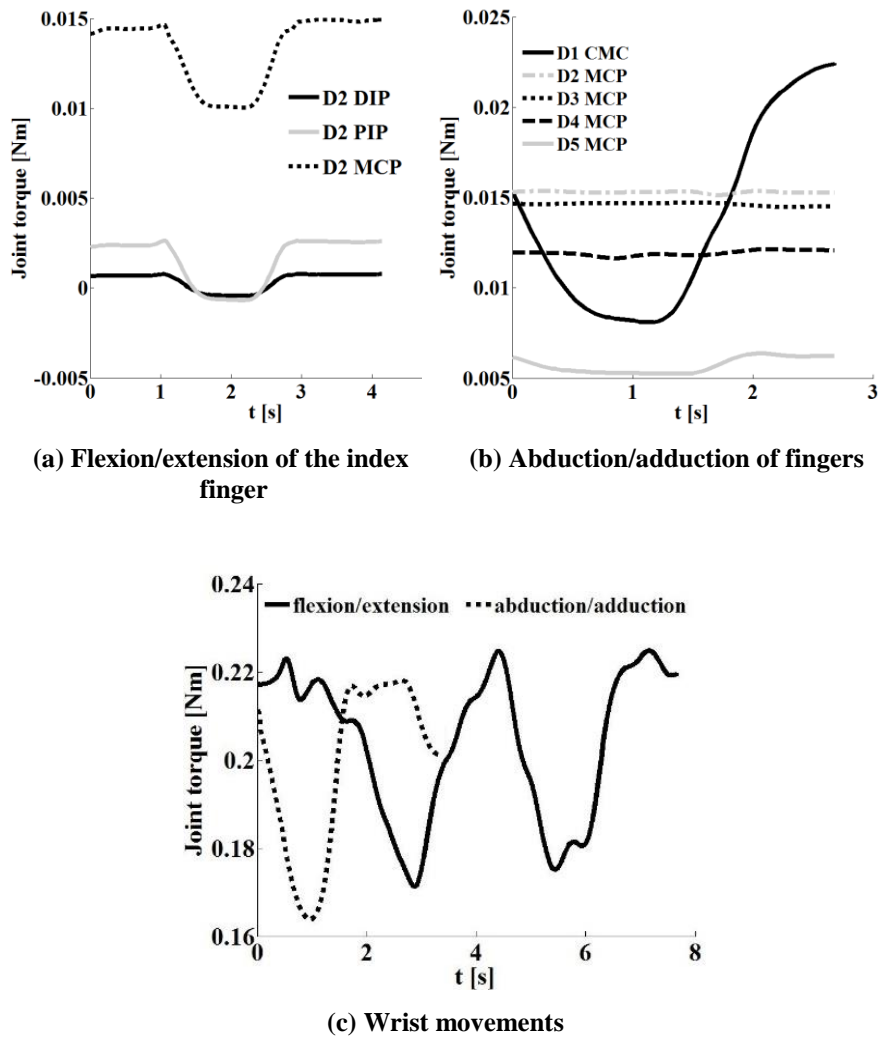 0.015
0.01
0.005
0
-0.005
Joint torque [Nm]
D2 DIP
D2 PIP
D2 MCP
0 1 2 3 4
t [s]
(a) Flexion/extension of the index
finger
0.025
0.02
0.015
0.01
0.005
Joint torque [Nm]
D1 CMC
D2 MCP
D3 MCP
D4 MCP
D5 MCP
0 1 2 3
t [s]
(b) Abduction/adduction of fingers
0.24
0.22
0.2
0.18
0.16
Joint torque [Nm]
flexion/extension abduction/adduction
0 2 4 6 8
t [s]
(c) Wrist movements